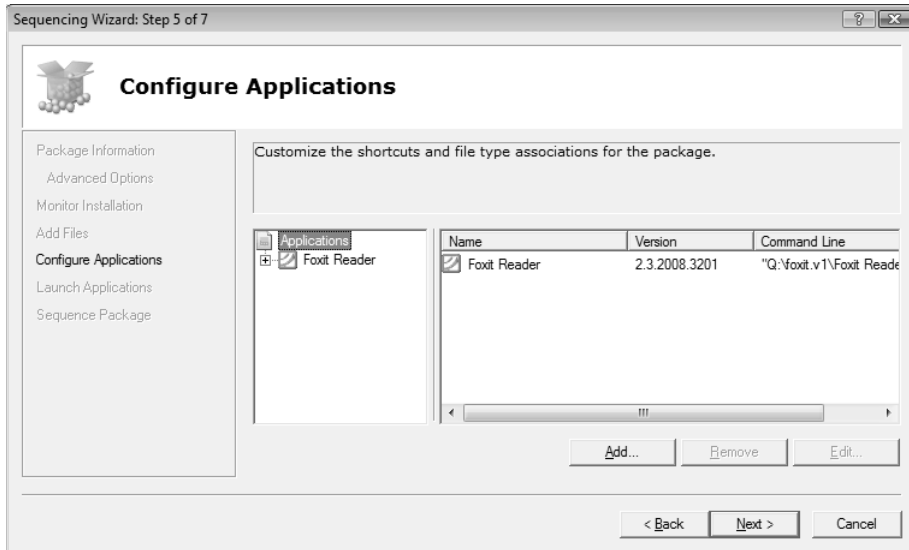 Sequencing Wizard: Step 5 of 7
Configure Applications
Package Information
Advanced Options
Monitor Installation
Add Files
Configure Applications
Launch Applications
Sequence Package
Customize the shortcuts and file type associations for the package.
Applications
Foxit Reader
Name Version Command Line
Foxit Reader 2.3.2008.3201 "Q:\foxit.v1\Foxit Reade
Add... Remove Edit...
< Back Next > Cancel